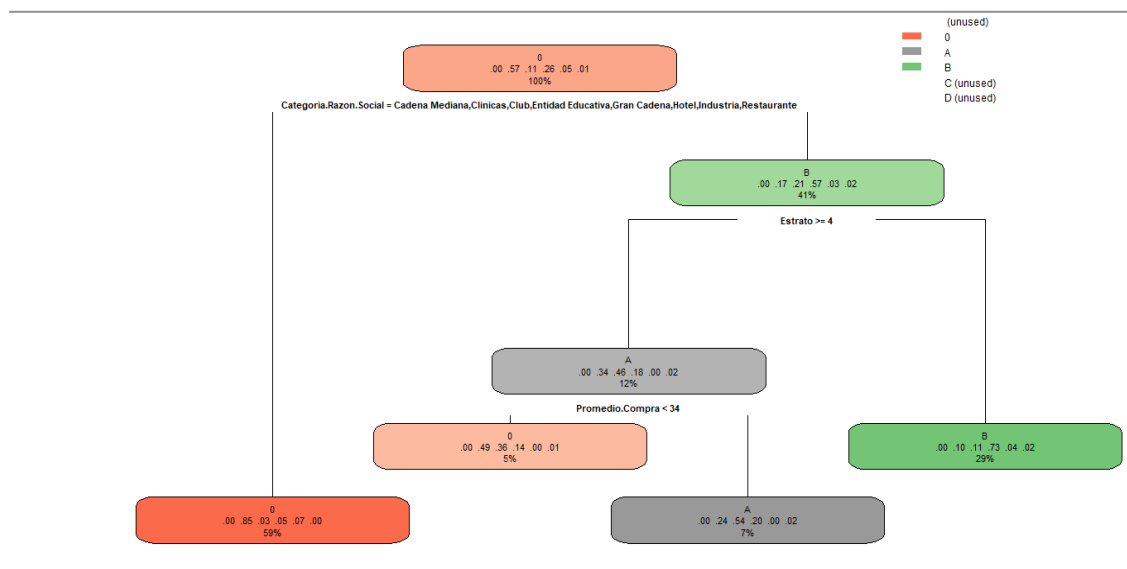 (unused)
0
A
B
C (unused)
D (unused)
0
.00 .57 .11 .26 .05 .01
100%
Categoria.Razon.Social = Cadena Mediana,Clinicas,Club,Entidad Educativa,Gran Cadena,Hotel,Industria,Restaurante
B
.00 .17 .21 .57 .03 .02
41%
Estrato >= 4
A
.00 .34 .46 .18 .00 .02
12%
Promedio.Compra < 34
0
.00 .49 .36 .14 .00 .01
5%
B
.00 .10 .11 .73 .04 .02
29%
0
.00 .85 .03 .05 .07 .00
59%
A
.00 .24 .54 .20 .00 .02
7%